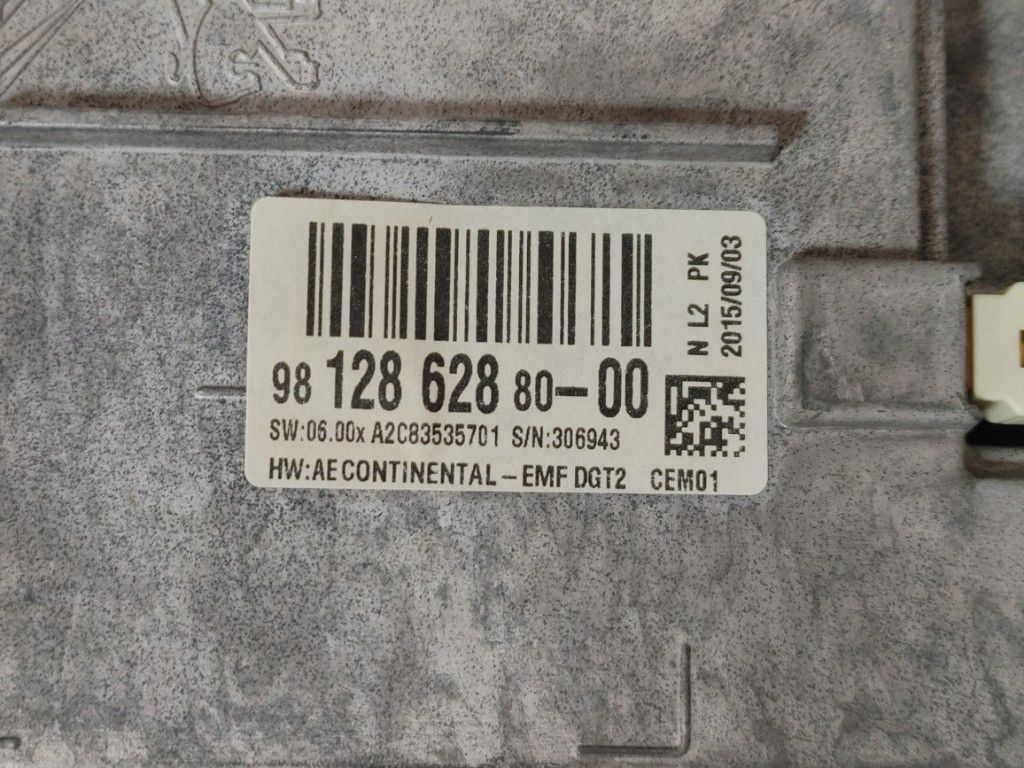 98 128 628 80-00
SW:06.00x A2C83535701 S/N:306943
HW:AE CONTINENTAL-EMF DGT2 CEM01
N L2 PK
2015/09/03